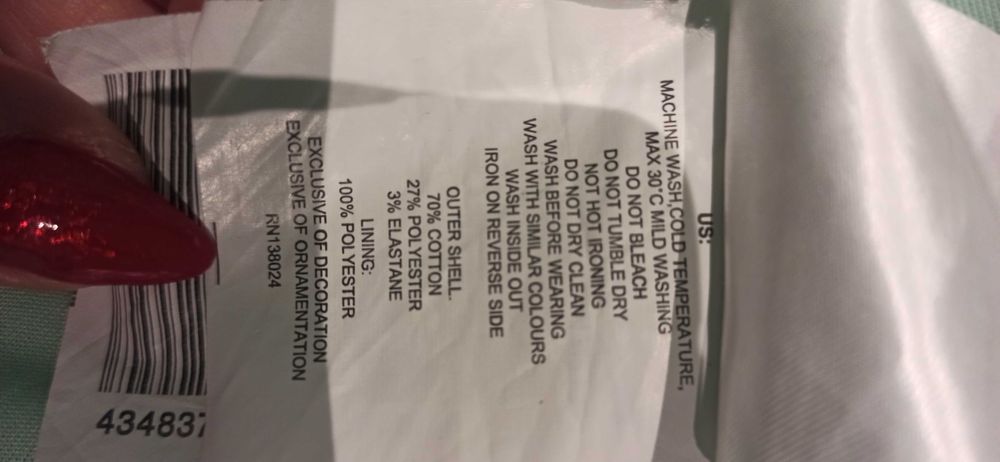 US:
MACHINE WASH,COLD TEMPERATURE,
MAX 30°C MILD WASHING
DO NOT BLEACH
DO NOT TUMBLE DRY
NOT HOT IRONING
DO NOT DRY CLEAN
WASH BEFORE WEARING
WASH WITH SIMILAR COLOURS
WASH INSIDE OUT
IRON ON REVERSE SIDE
OUTER SHELL.
70% COTTON
27% POLYESTER
3% ELASTANE
LINING:
100% POLYESTER
EXCLUSIVE OF DECORATION
EXCLUSIVE OF ORNAMENTATION
RN138024
434837